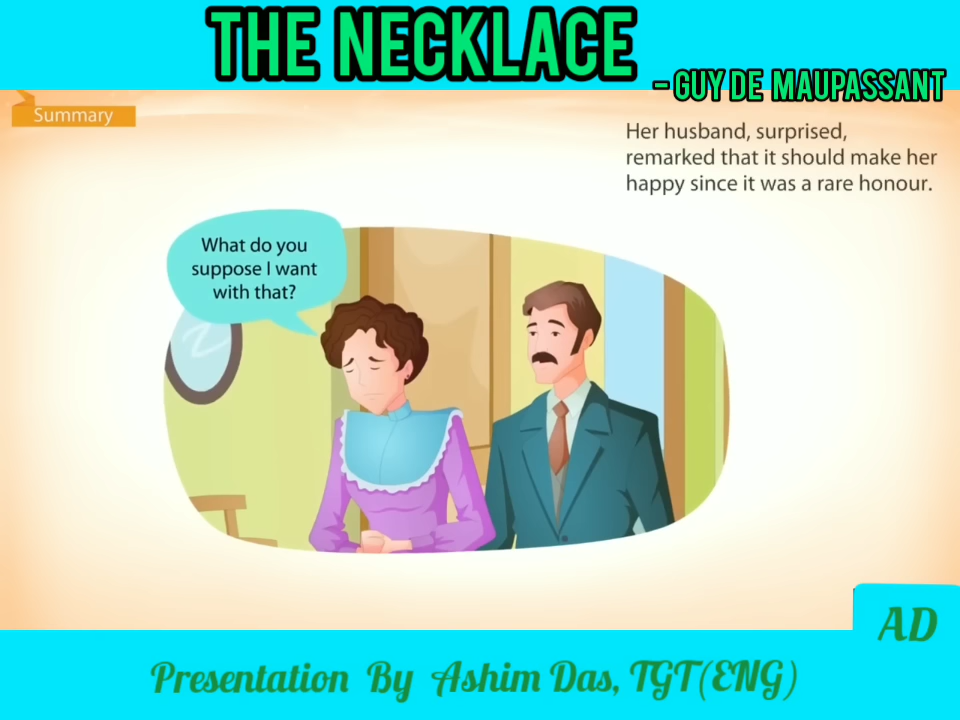 THE NECKLACE
- GUY DE MAUPASSANT
Summary
Her husband, surprised,
remarked that it should make her
happy since it was a rare honour.
What do you
suppose I want
with that?
AD
Presentation By Ashim Das, TGT(ENG)